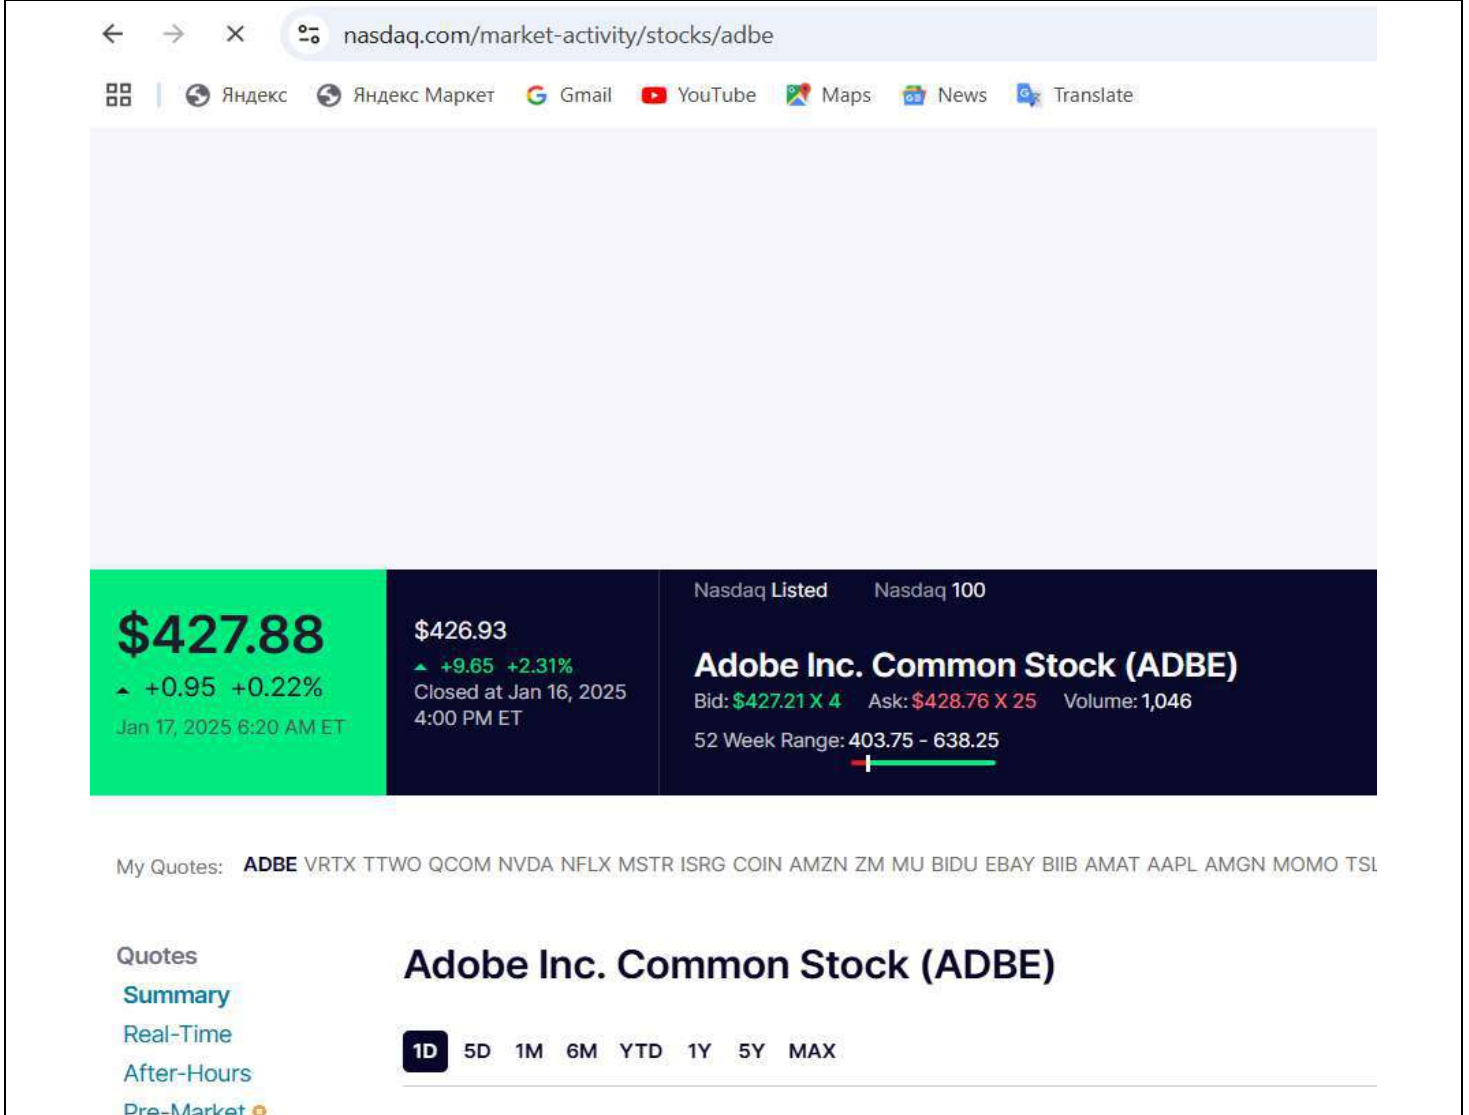 nasdaq.com/market-activity/stocks/adbe
Яндекс Яндекс Маркет Gmail YouTube Maps News Translate
$427.88
+0.95 +0.22%
Jan 17, 2025 6:20 AM ET
$426.93
+9.65 +2.31%
Closed at Jan 16, 2025
4:00 PM ET
Nasdaq Listed Nasdaq 100
Adobe Inc. Common Stock (ADBE)
Bid: $427.21 X 4 Ask: $428.76 X 25 Volume: 1,046
52 Week Range: 403.75 - 638.25
My Quotes: ADBE VRTX TTWO QCOM NVDA NFLX MSTR ISRG COIN AMZN ZM MU BIDU EBAY BIIB AMAT AAPL AMGN MOMO TSL
Quotes
Summary
Real-Time
After-Hours
Pre-Market
Adobe Inc. Common Stock (ADBE)
1D 5D 1M 6M YTD 1Y 5Y MAX